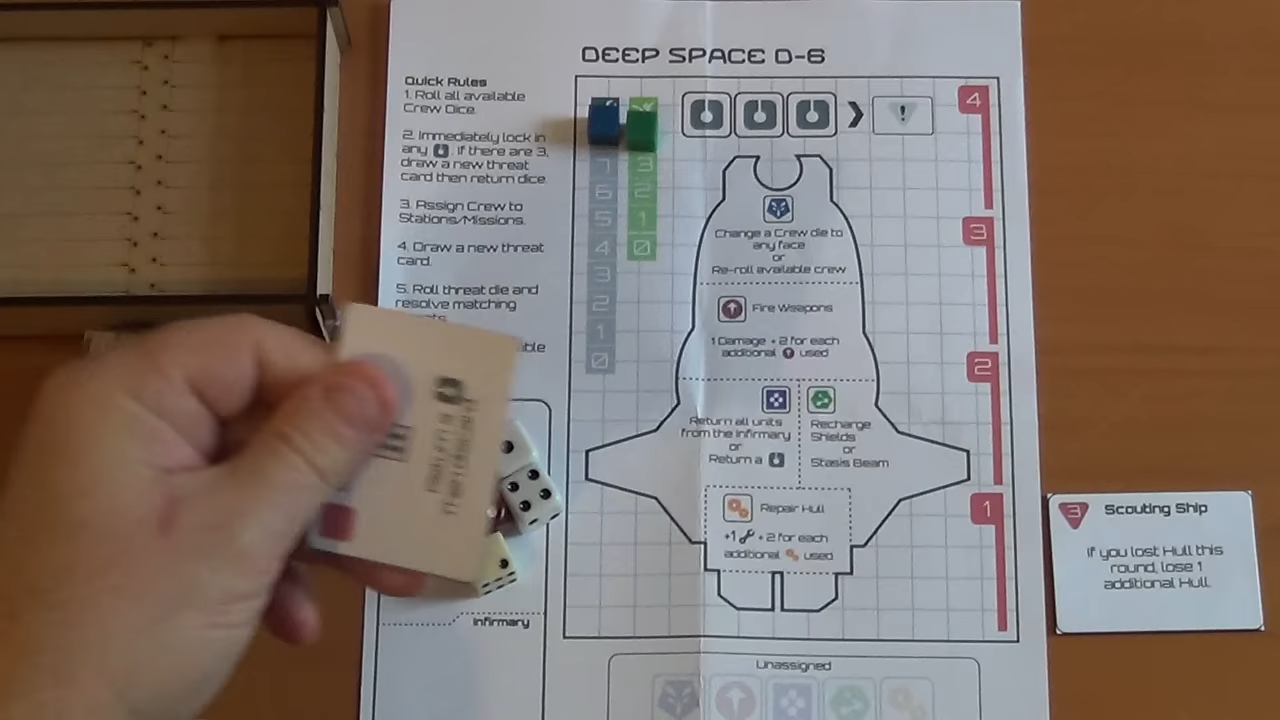 DEEP SPACE D-6
Quick Rules
1. Roll all available
Crew Dice.
2. Immediately lock in
any . If there are 3,
draw a new threat
card then return dice.
3. Assign Crew to
Stations/Missions.
4. Draw a new threat
card.
5. Roll threat die and
resolve matching
7
6
5
4
3
2
1
0
3
2
1
0
!
4
3
2
1
Change a Crew die to
any face
or
Re-roll available crew
Fire Weapons
1 Damage + 2 for each
additional used
Return all units
from the infirmary
or
Return a
Recharge
Shields
or
Stasis Beam
Repair Hull
+1 + 2 for each
additional used
Infirmary
Unassigned
3 Scouting Ship
If you lost Hull this
round, lose 1
additional Hull.
Return a